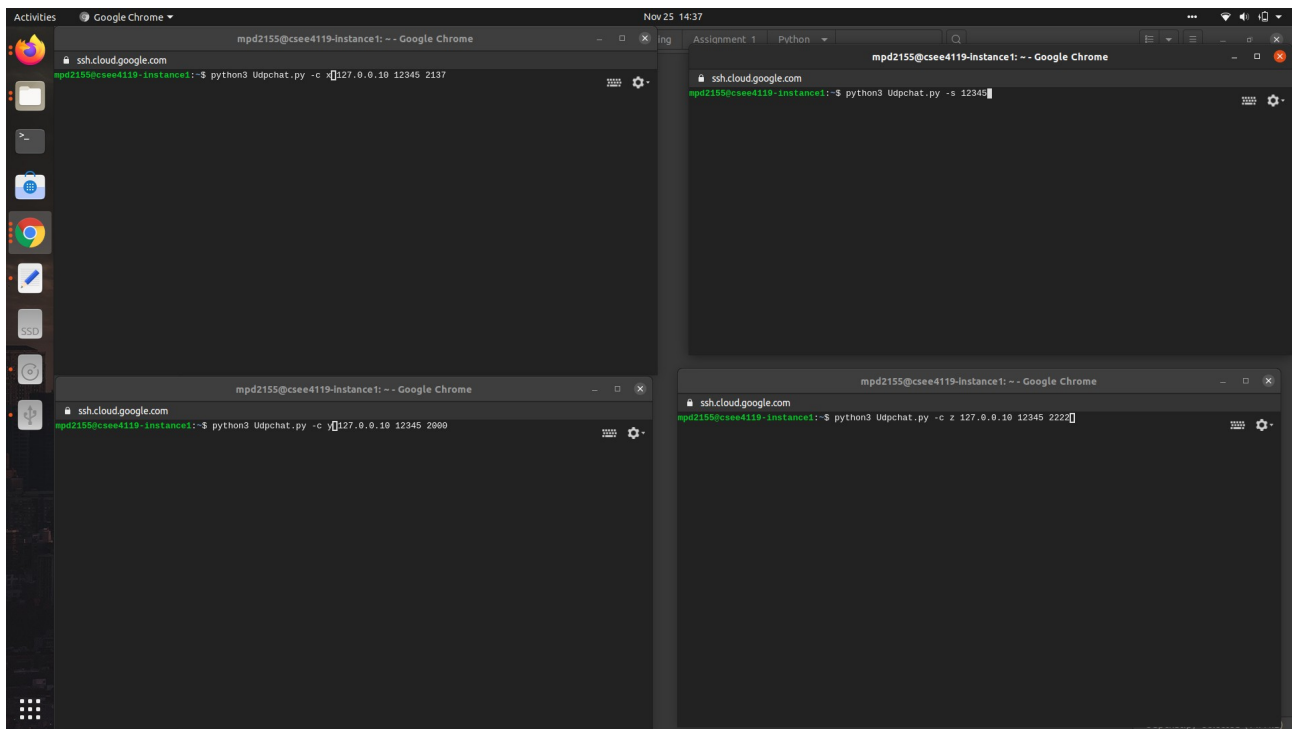 Activities Google Chrome Nov 25 14:37
mpd2155@csee4119-instance1: ~ - Google Chrome
ssh.cloud.google.com
mpd2155@csee4119-instance1:~$ python3 Udpchat.py -c x 127.0.0.10 12345 2137
ing Assignment 1 Python
mpd2155@csee4119-instance1: ~ - Google Chrome
ssh.cloud.google.com
mpd2155@csee4119-instance1:~$ python3 Udpchat.py -s 12345
SSD
mpd2155@csee4119-instance1: ~ - Google Chrome
ssh.cloud.google.com
mpd2155@csee4119-instance1:~$ python3 Udpchat.py -c y 127.0.0.10 12345 2000
mpd2155@csee4119-instance1: ~ - Google Chrome
ssh.cloud.google.com
mpd2155@csee4119-instance1:~$ python3 Udpchat.py -c z 127.0.0.10 12345 2222